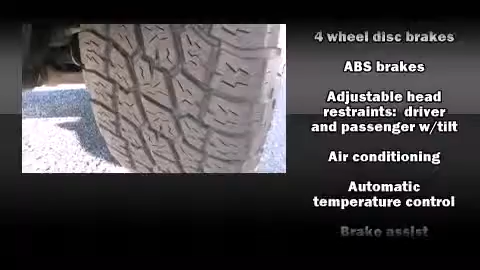 4 wheel disc brakes
ABS brakes
Adjustable head
restraints: driver
and passenger w/tilt
Air conditioning
Automatic
temperature control
Brake assist